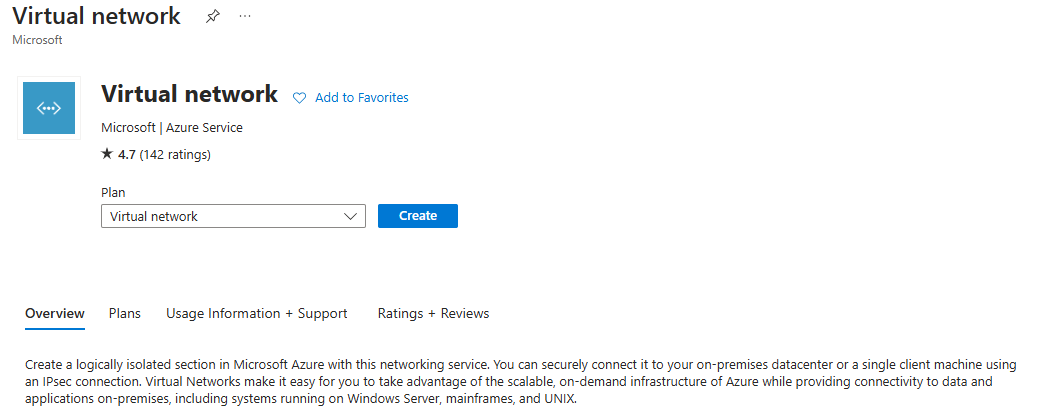 Virtual network
Microsoft
Virtual network
Add to Favorites
Microsoft | Azure Service
★ 4.7 (142 ratings)
Plan
Virtual network
Create
Overview
Plans
Usage Information + Support
Ratings + Reviews
Create a logically isolated section in Microsoft Azure with this networking service. You can securely connect it to your on-premises datacenter or a single client machine using
an IPsec connection. Virtual Networks make it easy for you to take advantage of the scalable, on-demand infrastructure of Azure while providing connectivity to data and
applications on-premises, including systems running on Windows Server, mainframes, and UNIX.